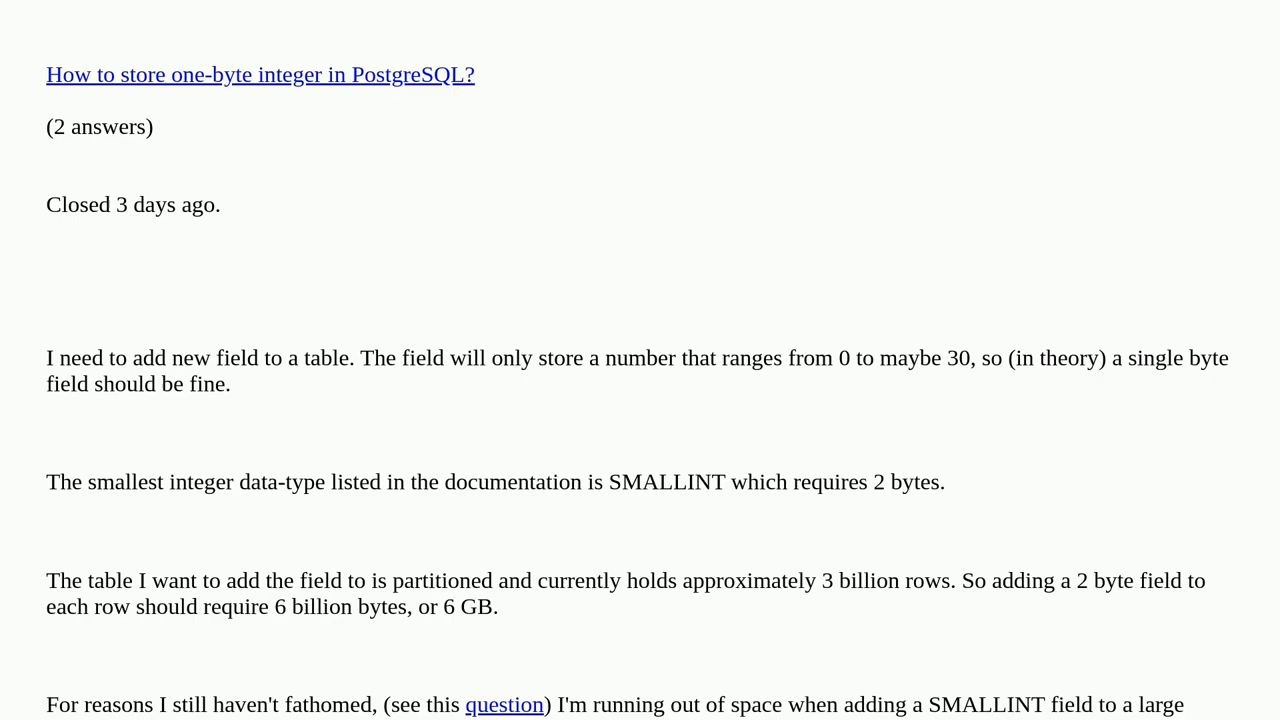 How to store one-byte integer in PostgreSQL?
(2 answers)
Closed 3 days ago.
I need to add new field to a table. The field will only store a number that ranges from 0 to maybe 30, so (in theory) a single byte
field should be fine.
The smallest integer data-type listed in the documentation is SMALLINT which requires 2 bytes.
The table I want to add the field to is partitioned and currently holds approximately 3 billion rows. So adding a 2 byte field to
each row should require 6 billion bytes, or 6 GB.
For reasons I still haven't fathomed, (see this question) I'm running out of space when adding a SMALLINT field to a large